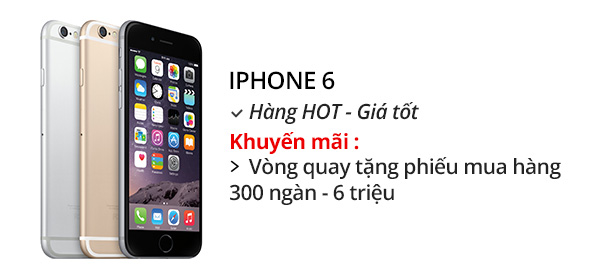 IPHONE 6
Hàng HOT - Giá tốt
Khuyến mãi :
> Vòng quay tặng phiếu mua hàng
300 ngàn - 6 triệu